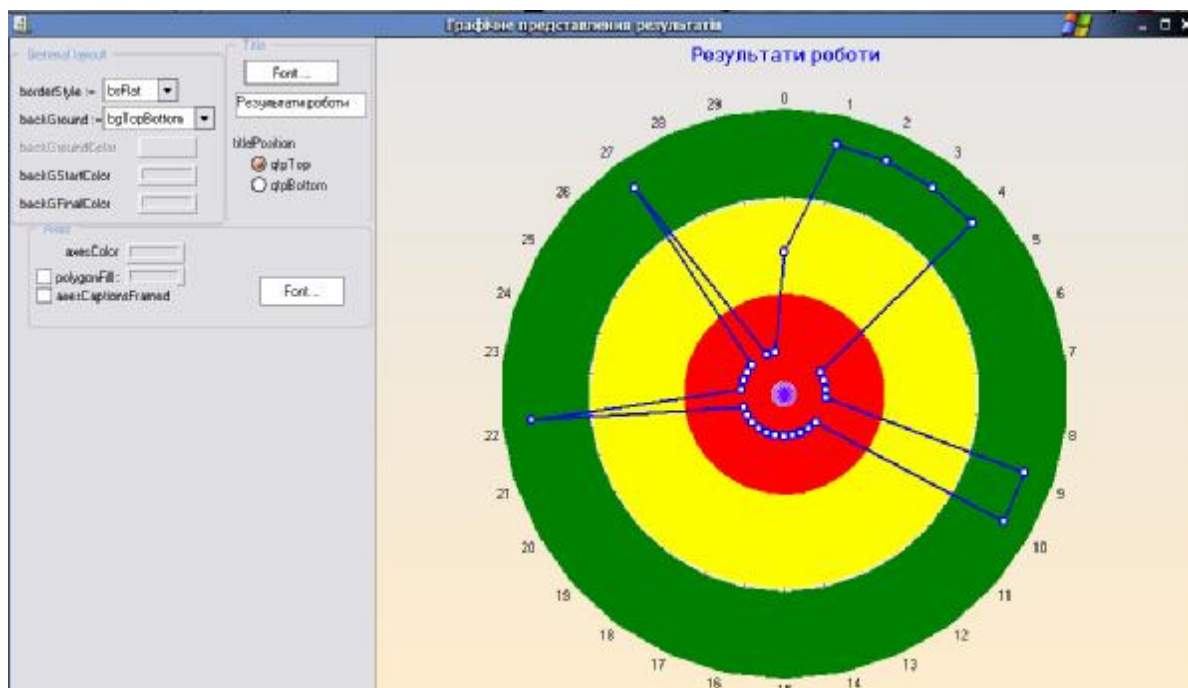 Графічне представлення результатів
General layout
borderStyle := bsFlat
backGround := bgTopBottom
backGroundColor
backGStartColor
backGFinalColor
Title
Font ...
Результати роботи
titlePosition
qtpTop
qtpBottom
Axes
axesColor
polygonFill :
axesCaptionsFramed
Font ...
Результати роботи
0
1
2
3
4
5
6
7
8
9
10
11
12
13
14
15
16
17
18
19
20
21
22
23
24
25
26
27
28
29